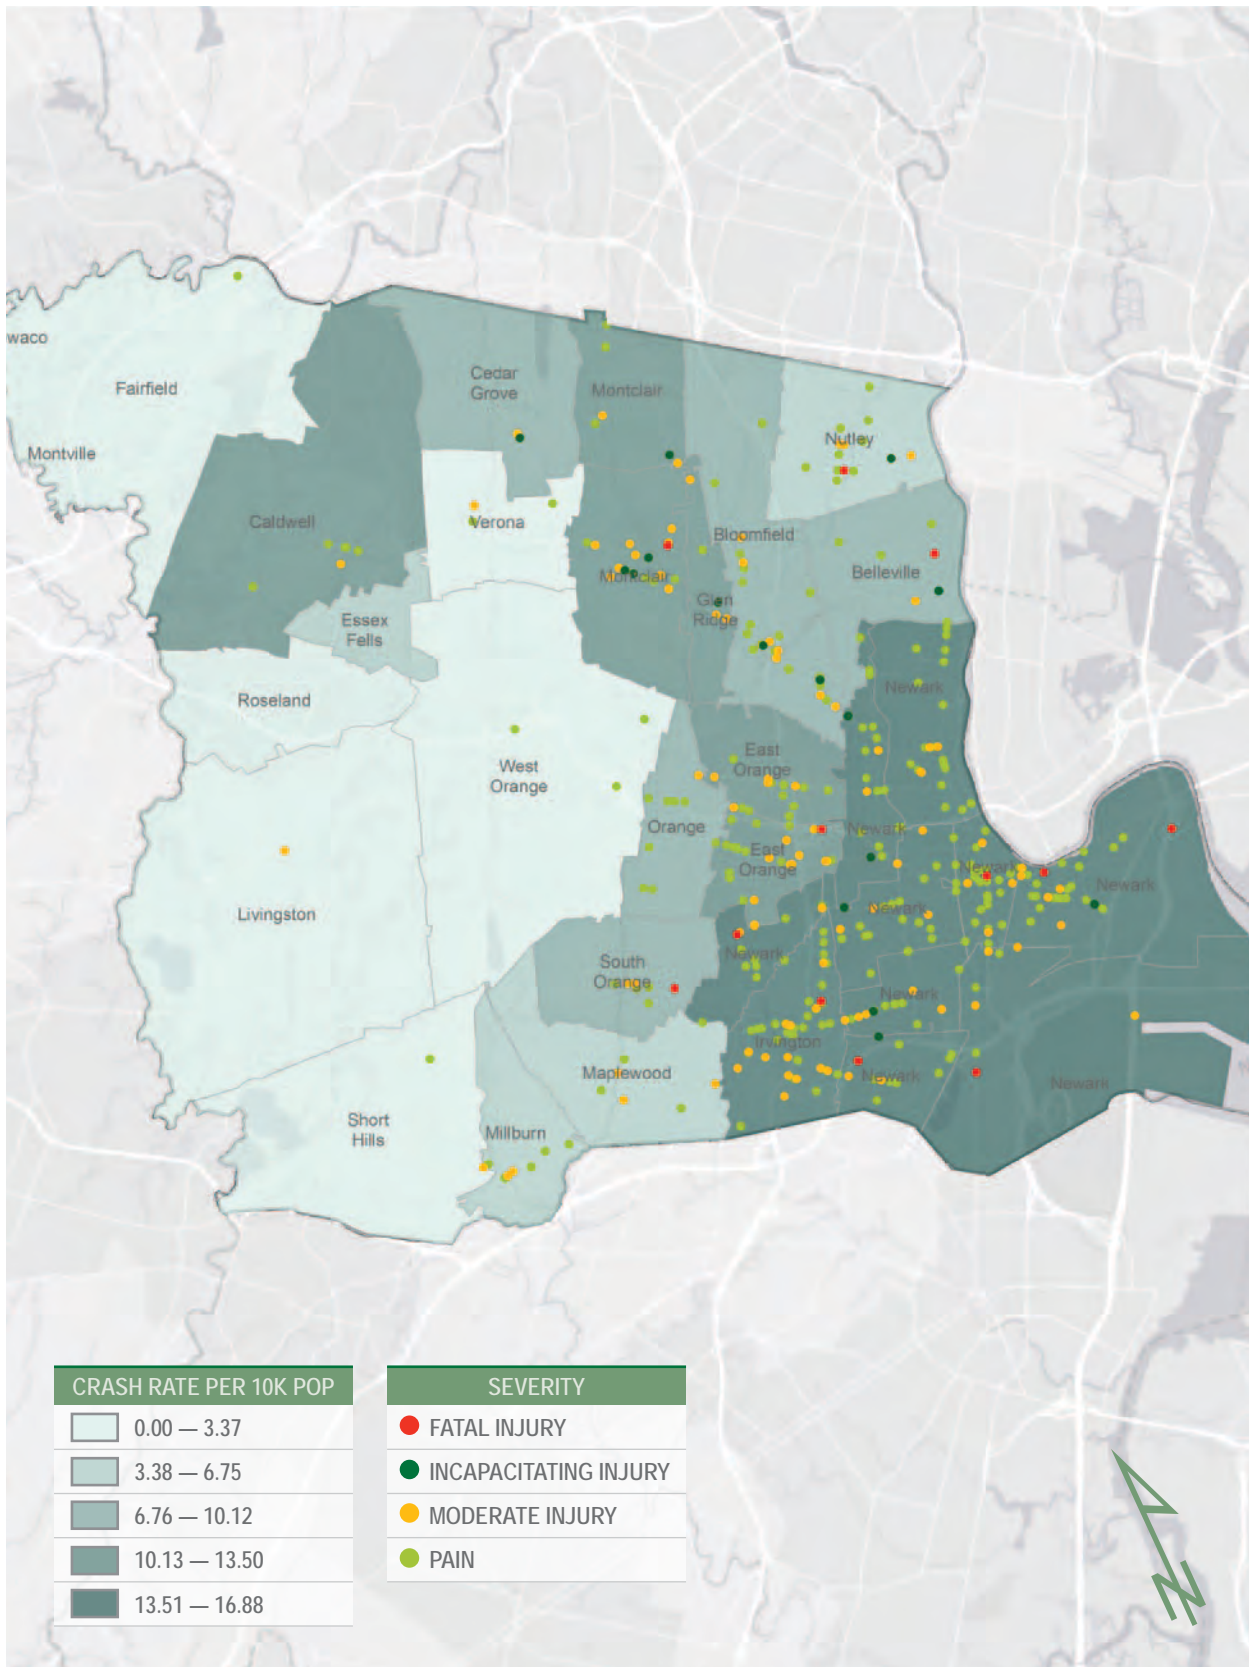 waco
Fairfield
Montville
Cedar
Grove
Montclair
Nutley
Caldwell
Verona
Bloomfield
Belleville
Montclair
Glen
Ridge
Essex
Fells
Roseland
Newark
West
Orange
East
Orange
Orange
Newark
East
Orange
Newark
Newark
Livingston
Newark
Newark
South
Orange
Newark
Irvington
Maplewood
Newark
Newark
Short
Hills
Millburn
CRASH RATE PER 10K POP
0.00 — 3.37
3.38 — 6.75
6.76 — 10.12
10.13 — 13.50
13.51 — 16.88
SEVERITY
FATAL INJURY
INCAPACITATING INJURY
MODERATE INJURY
PAIN
N